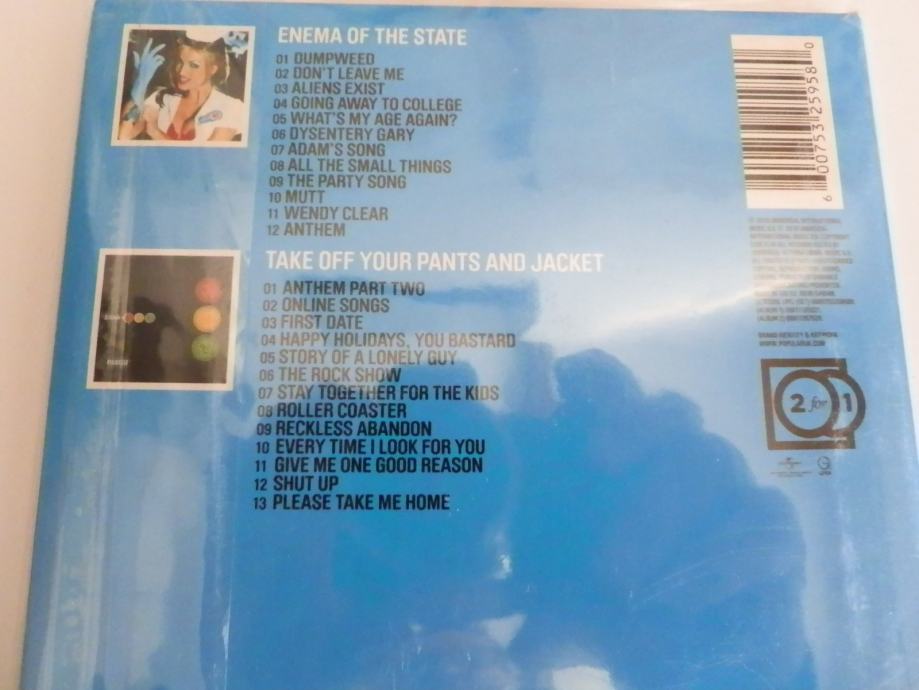 ENEMA OF THE STATE
01 DUMPWEED
02 DON'T LEAVE ME
03 ALIENS EXIST
04 GOING AWAY TO COLLEGE
05 WHAT'S MY AGE AGAIN?
06 DYSENTERY GARY
07 ADAM'S SONG
08 ALL THE SMALL THINGS
09 THE PARTY SONG
10 MUTT
11 WENDY CLEAR
12 ANTHEM
TAKE OFF YOUR PANTS AND JACKET
01 ANTHEM PART TWO
02 ONLINE SONGS
03 FIRST DATE
04 HAPPY HOLIDAYS, YOU BASTARD
05 STORY OF A LONELY GUY
06 THE ROCK SHOW
07 STAY TOGETHER FOR THE KIDS
08 ROLLER COASTER
09 RECKLESS ABANDON
10 EVERY TIME I LOOK FOR YOU
11 GIVE ME ONE GOOD REASON
12 SHUT UP
13 PLEASE TAKE ME HOME
6 00753 25958 0
2 for 1